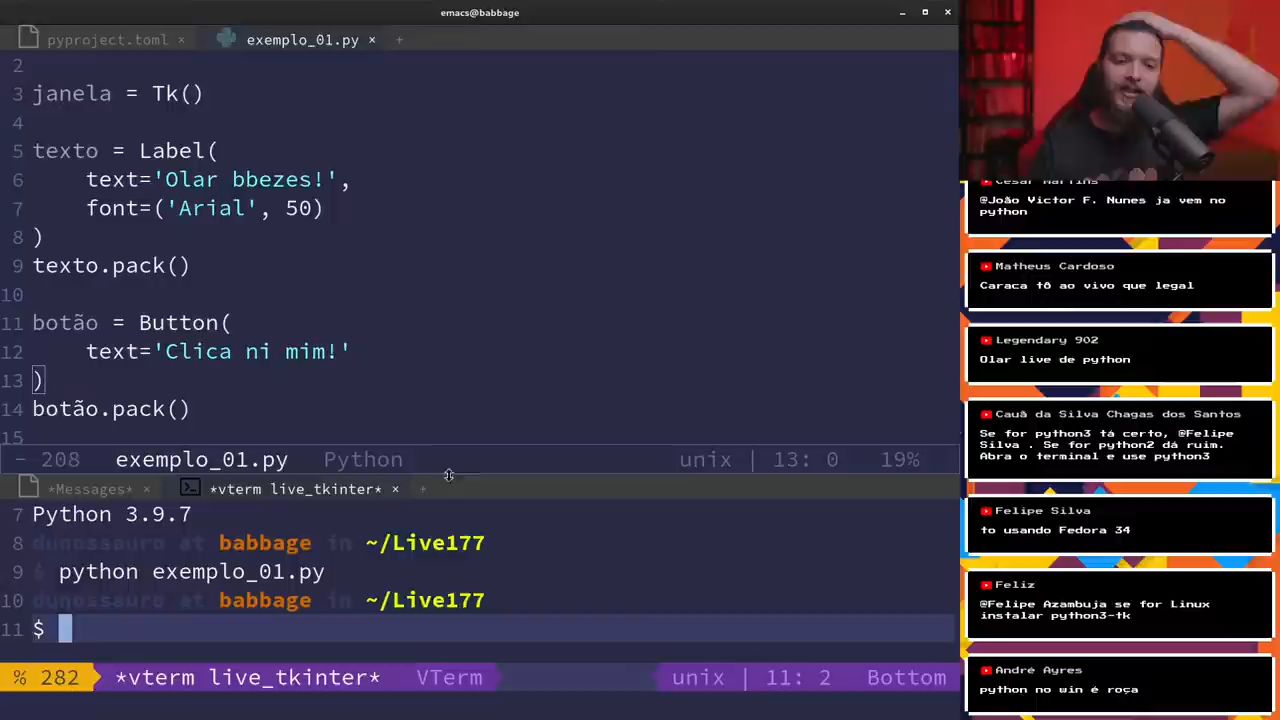 emacs@babbage
pyproject.toml × exemplo_01.py × +
2
3 janela = Tk()
4
5 texto = Label(
6 text='Olar bbezes!',
7 font=('Arial', 50)
8 )
9 texto.pack()
10
11 botão = Button(
12 text='Clica ni mim!'
13 )
14 botão.pack()
15
- 208 exemplo_01.py Python unix | 13: 0 19%
*Messages* × *vterm live_tkinter* × +
7 Python 3.9.7
8 dunossauro at babbage in ~/Live177
9 $ python exemplo_01.py
10 dunossauro at babbage in ~/Live177
11 $
% 282 *vterm live_tkinter* VTerm unix | 11: 2 Bottom
Cesar Martins
@João Victor F. Nunes ja vem no
python
Matheus Cardoso
Caraca tô ao vivo que legal
Legendary 902
Olar live de python
Cauã da Silva Chagas dos Santos
Se for python3 tá certo, @Felipe
Silva . Se for python2 dá ruim.
Abra o terminal e use python3
Felipe Silva
to usando Fedora 34
Feliz
@Felipe Azambuja se for Linux
instalar python3-tk
André Ayres
python no win é roça